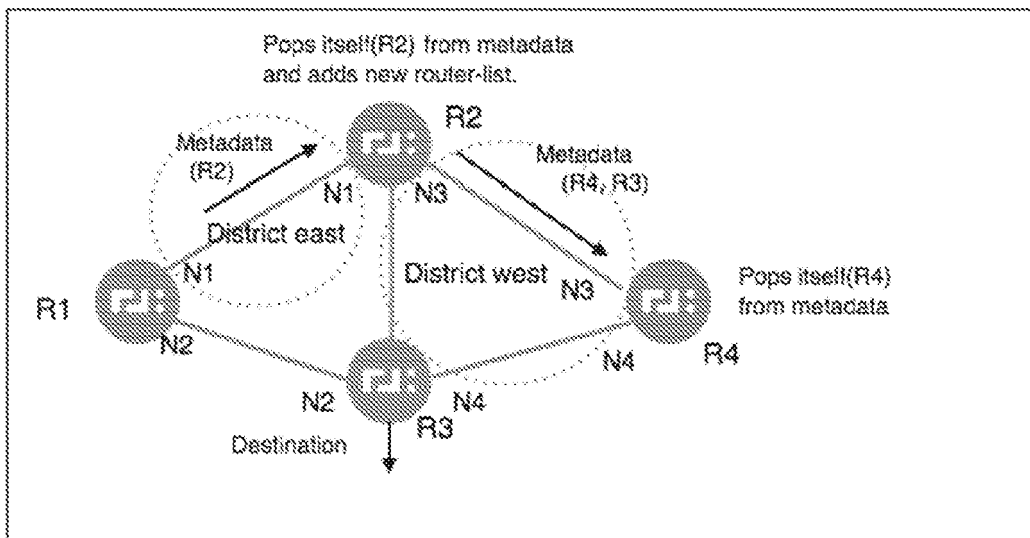 Pops itself(R2) from metadata
and adds new router-list.
R2
Metadata
(R2)
Metadata
(R4, R3)
N1
N3
District east
District west
N1
N3
Pops itself(R4)
from metadata
R1
N2
N4
R4
N2
N4
R3
Destination